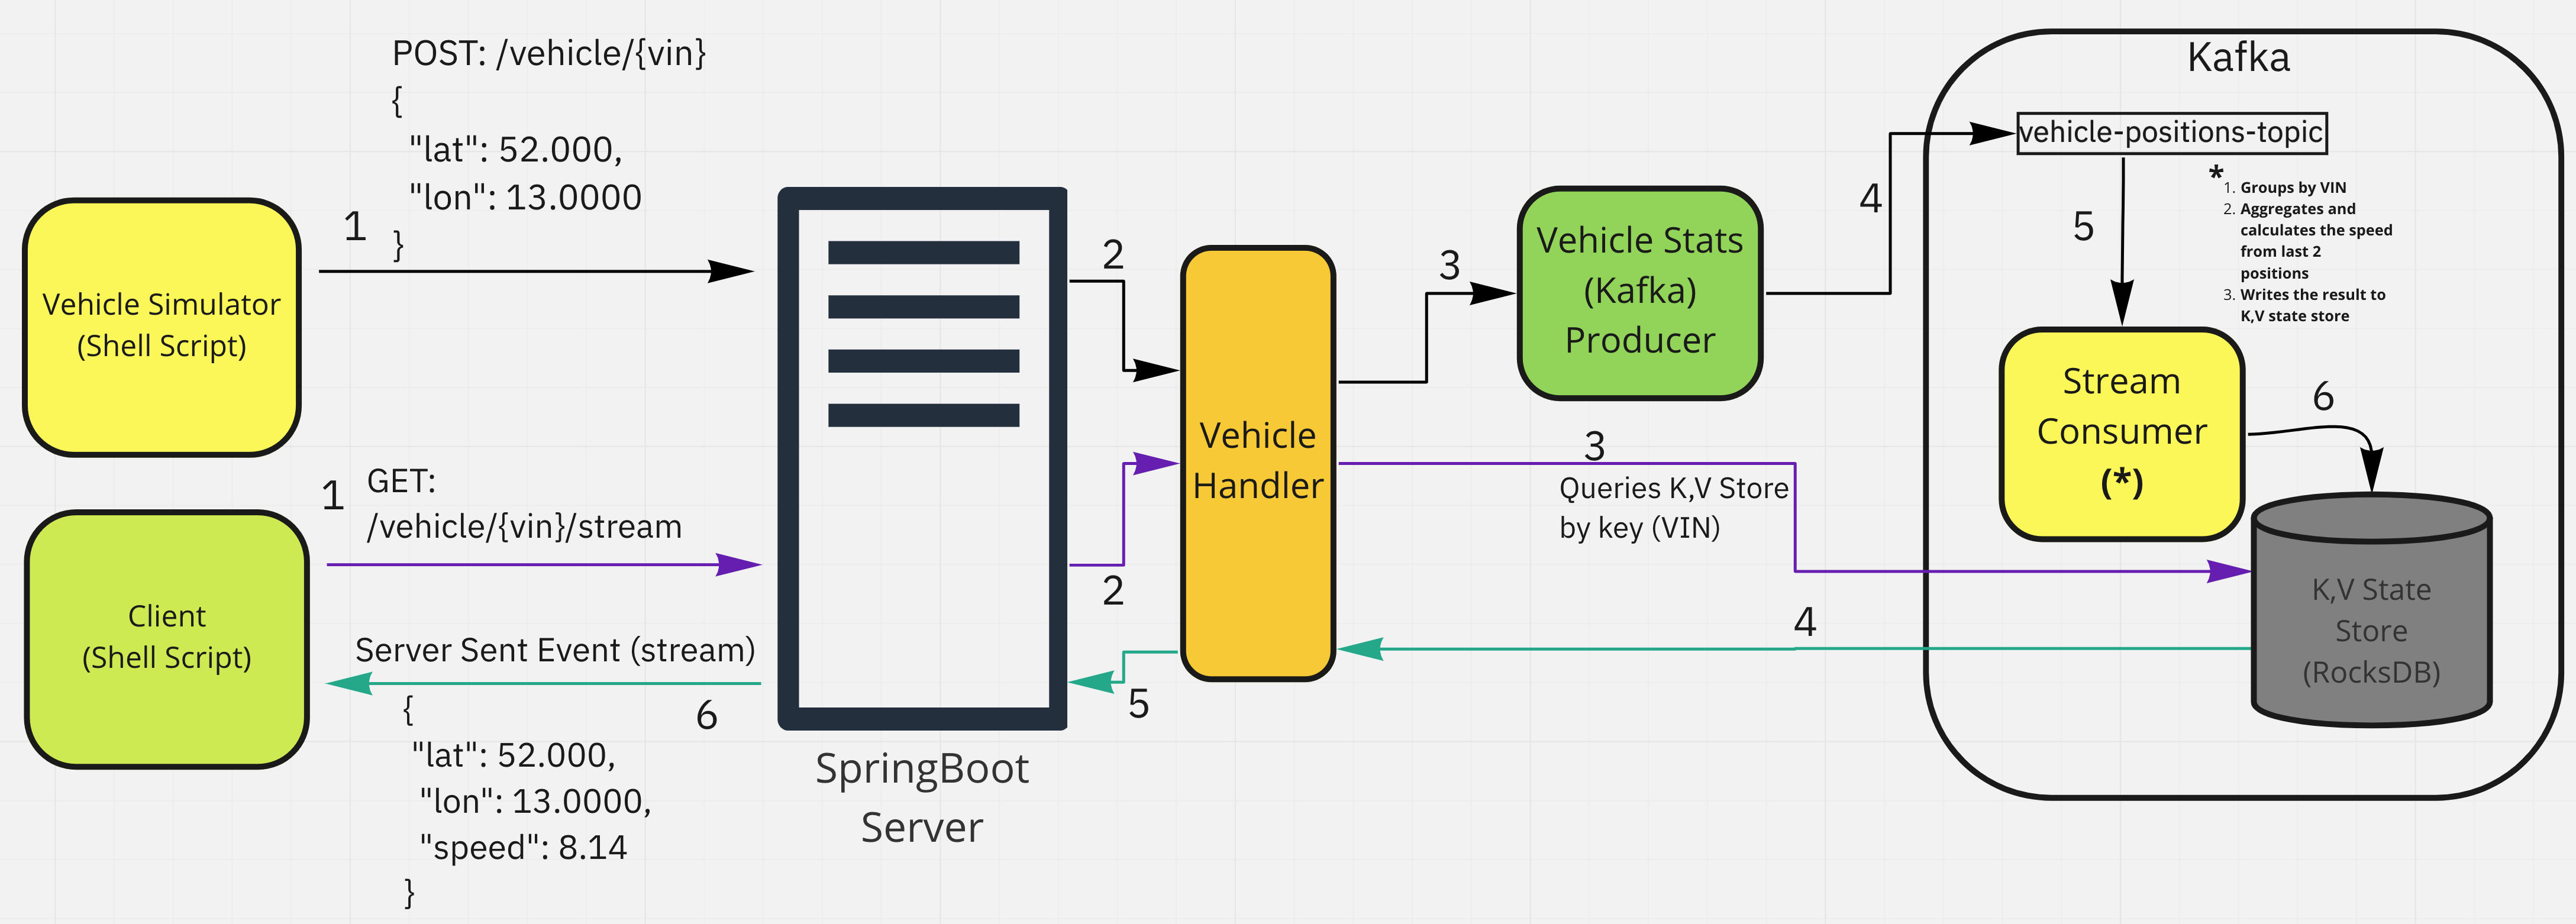 POST: /vehicle/{vin}
{
"lat": 52.000,
"lon": 13.0000
}
1
Vehicle Simulator
(Shell Script)
1
GET:
/vehicle/{vin}/stream
Client
(Shell Script)
Server Sent Event (stream)
6
{
"lat": 52.000,
"lon": 13.0000,
"speed": 8.14
}
SpringBoot
Server
2
2
5
Vehicle
Handler
3
Vehicle Stats
(Kafka)
Producer
3
Queries K,V Store
by key (VIN)
4
4
Kafka
vehicle-positions-topic
*
1. Groups by VIN
2. Aggregates and
calculates the speed
from last 2
positions
3. Writes the result to
K,V state store
5
Stream
Consumer
(*)
6
K,V State
Store
(RocksDB)